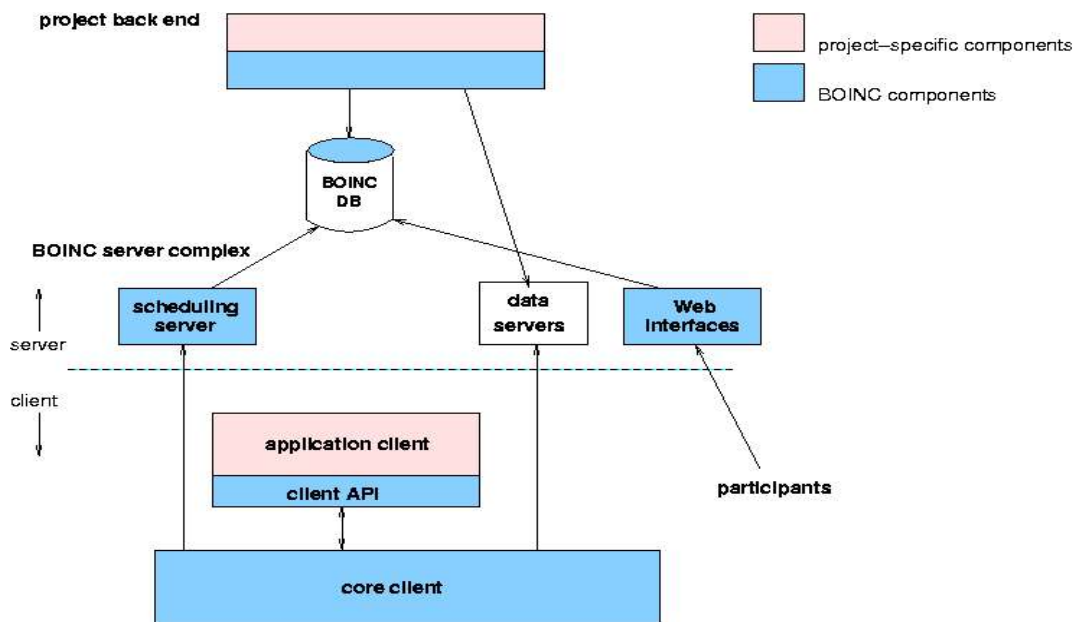 project back end
project–specific components
BOINC components
BOINC
DB
BOINC server complex
scheduling
server
data
servers
Web
interfaces
server
client
application client
client API
participants
core client